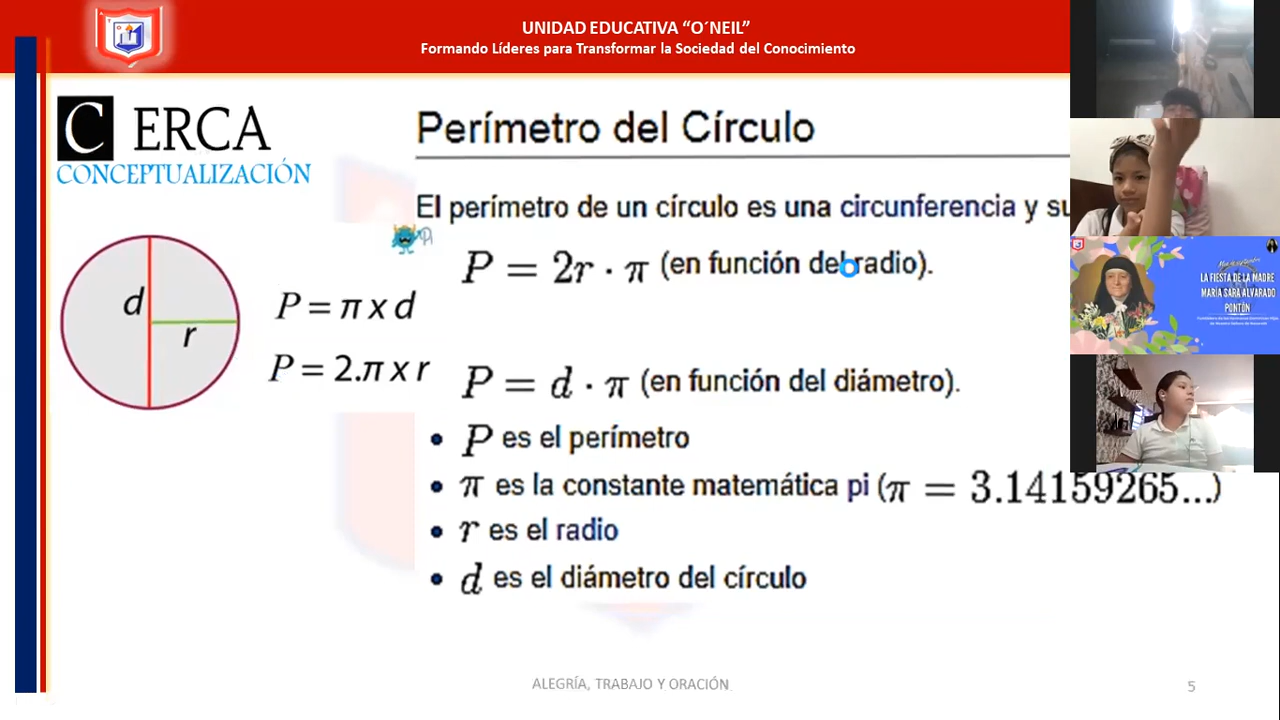 UNIDAD EDUCATIVA “O´NEIL”
Formando Líderes para Transformar la Sociedad del Conocimiento
C ERCA
CONCEPTUALIZACIÓN
d
r
P = π x d
P = 2.π x r
Perímetro del Círculo
El perímetro de un círculo es una circunferencia y su
P = 2r · π (en función del radio).
P = d · π (en función del diámetro).
• P es el perímetro
• π es la constante matemática pi (π = 3.14159265...)
• r es el radio
• d es el diámetro del círculo
LA FIESTA DE LA MADRE
MARÍA SARA ALVARADO
PONTÓN
ALEGRÍA, TRABAJO Y ORACIÓN
5